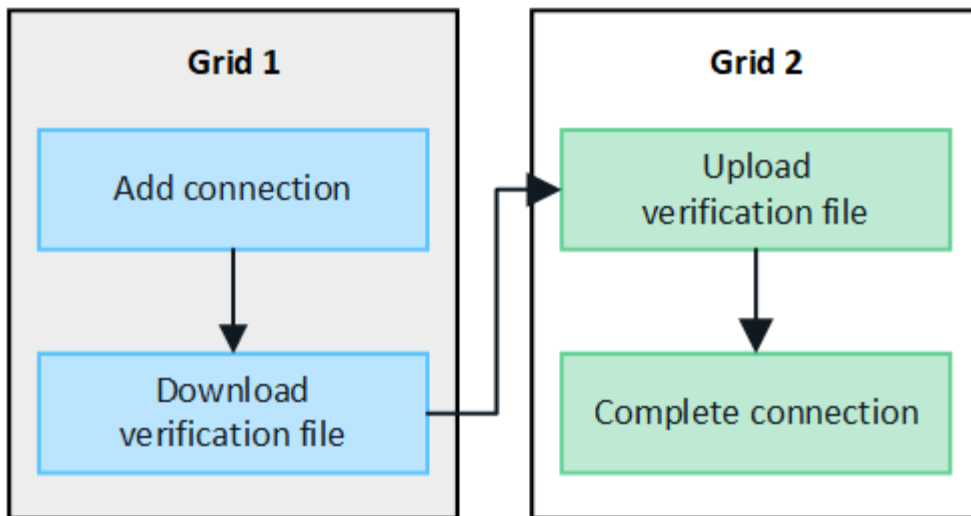 Grid 1
Add connection
Download
verification file
Grid 2
Upload
verification file
Complete connection